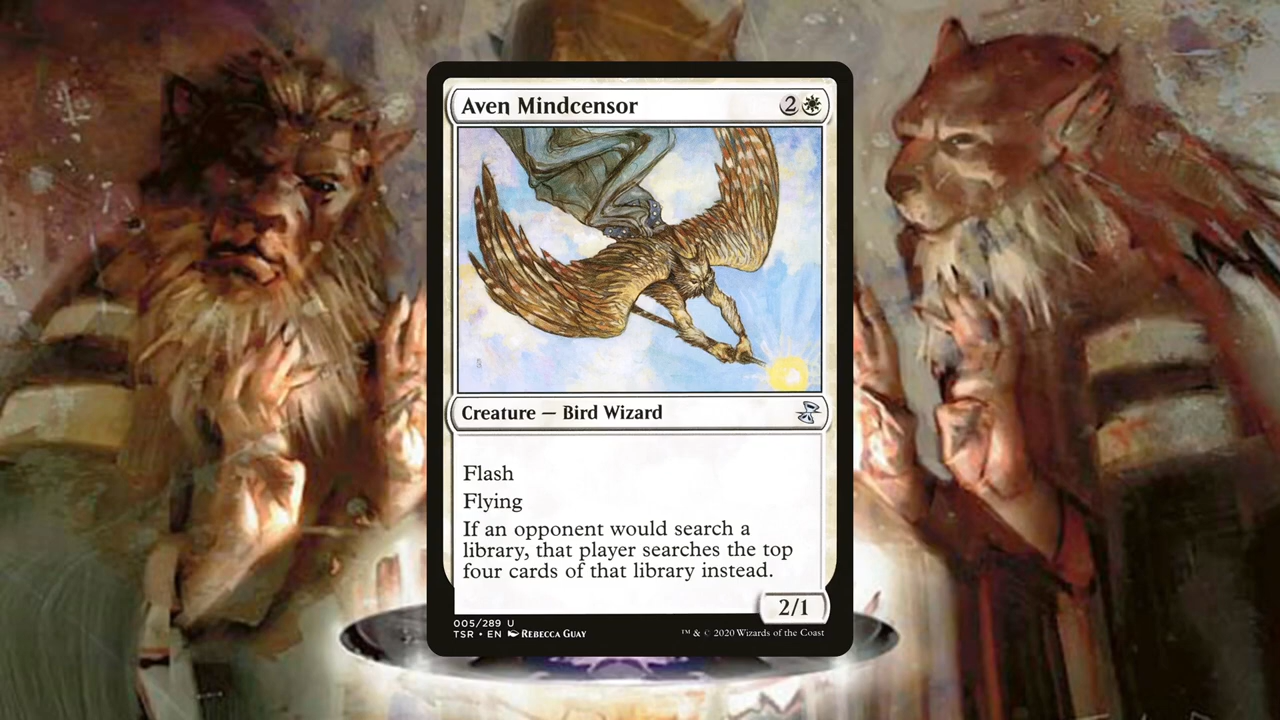 Aven Mindcensor 2
Creature — Bird Wizard
Flash
Flying
If an opponent would search a
library, that player searches the top
four cards of that library instead.
2/1
005/289 U
TSR • EN Rebecca Guay
™ & © 2020 Wizards of the Coast